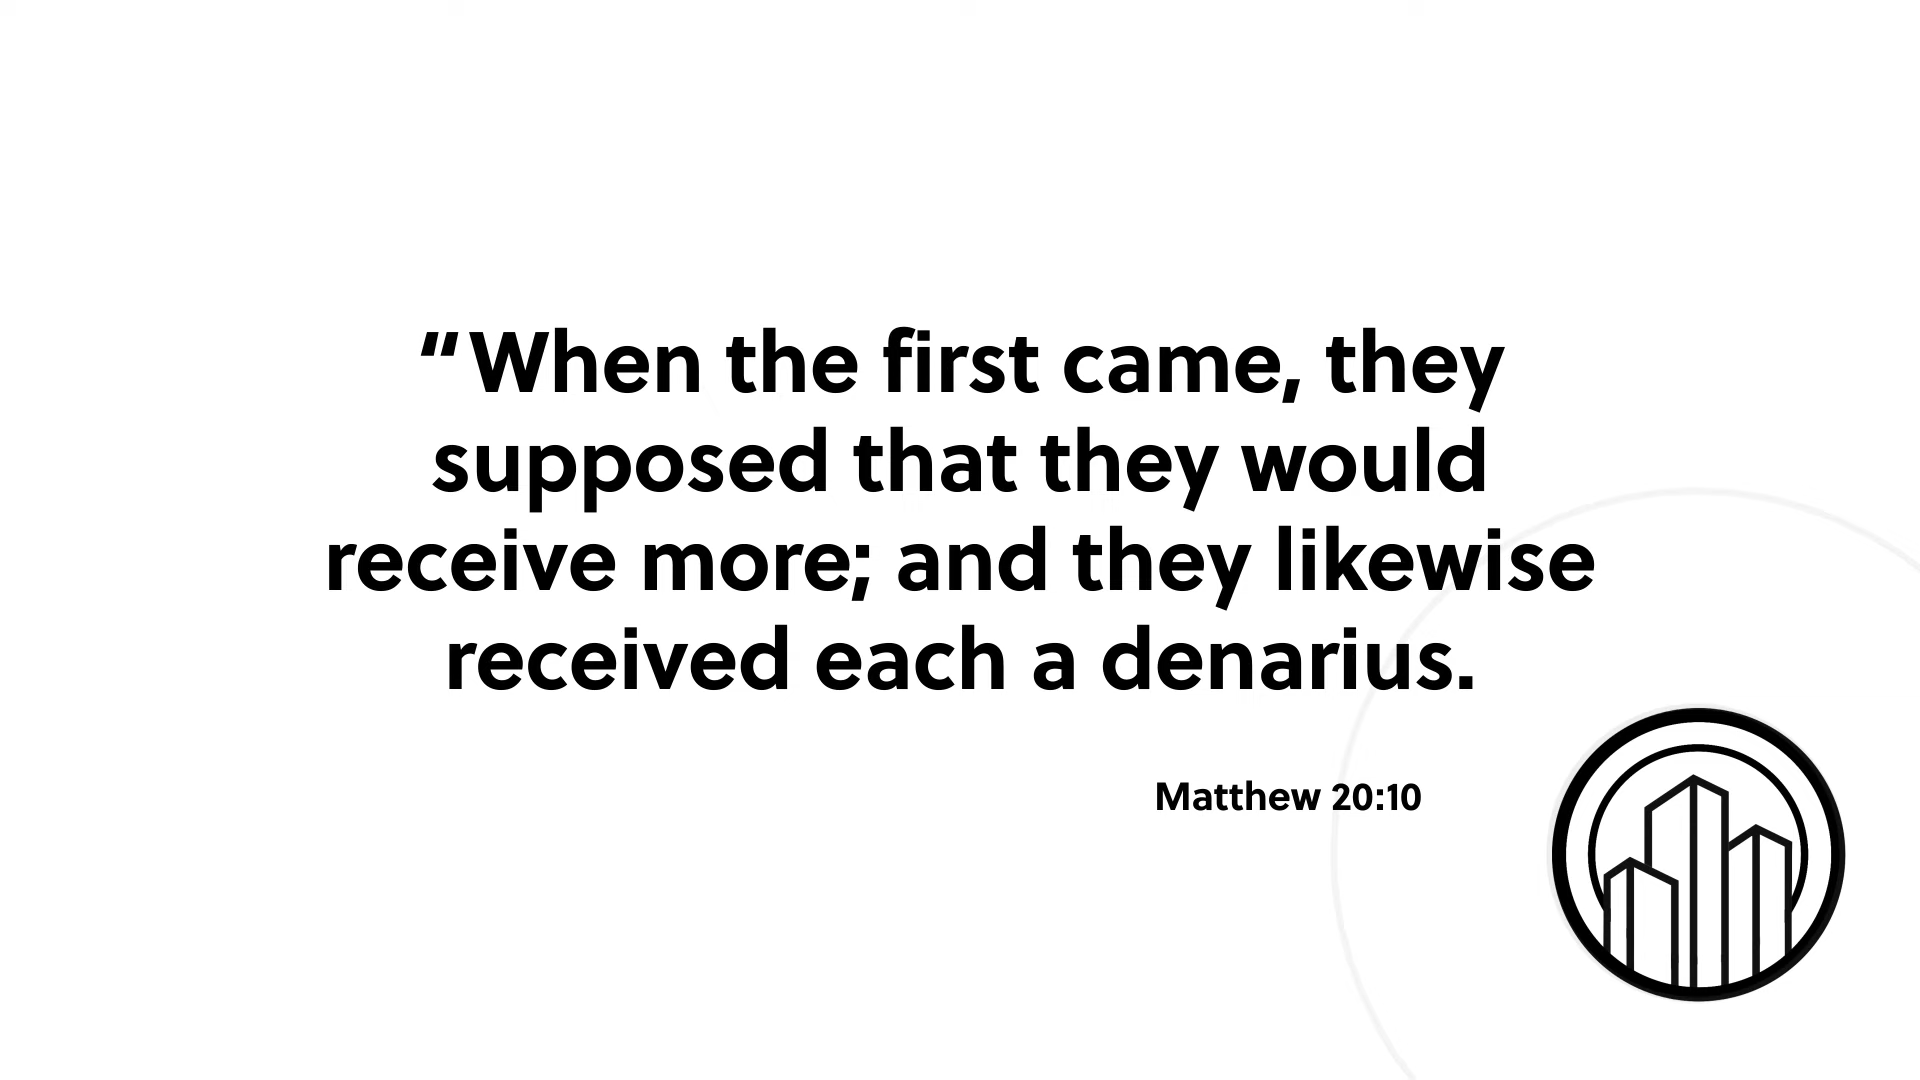 “When the first came, they
supposed that they would
receive more; and they likewise
received each a denarius.
Matthew 20:10